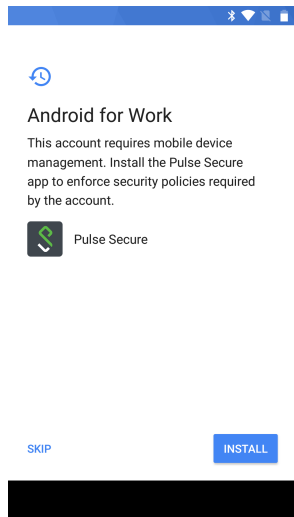 Android for Work
This account requires mobile device
management. Install the Pulse Secure
app to enforce security policies required
by the account.
Pulse Secure
SKIP
INSTALL